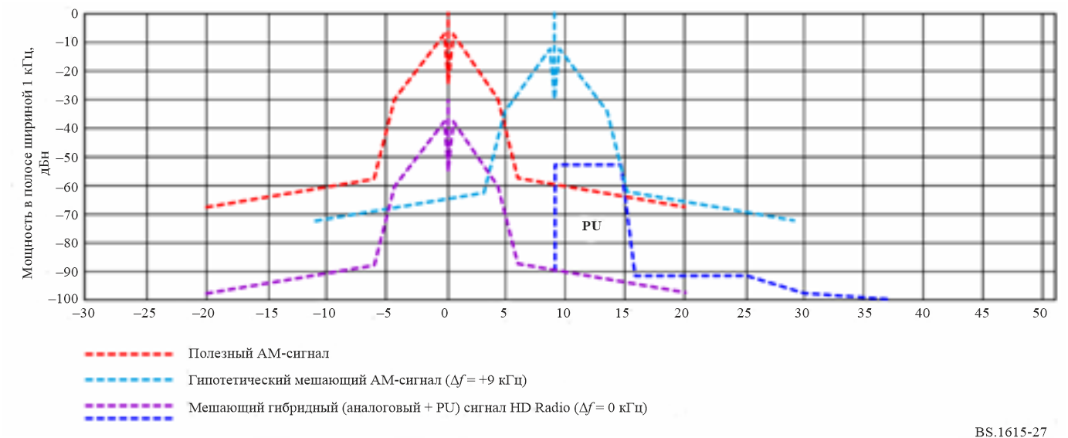 Мощность в полосе шириной 1 кГц,
дБн
0
–10
–20
–30
–40
–50
–60
–70
–80
–90
–100
PU
–30 –25 –20 –15 –10 –5 0 5 10 15 20 25 30 35 40 45 50
Полезный АМ-сигнал
Гипотетический мешающий АМ-сигнал (Δf = +9 кГц)
Мешающий гибридный (аналоговый + PU) сигнал HD Radio (Δf = 0 кГц)
BS.1615-27